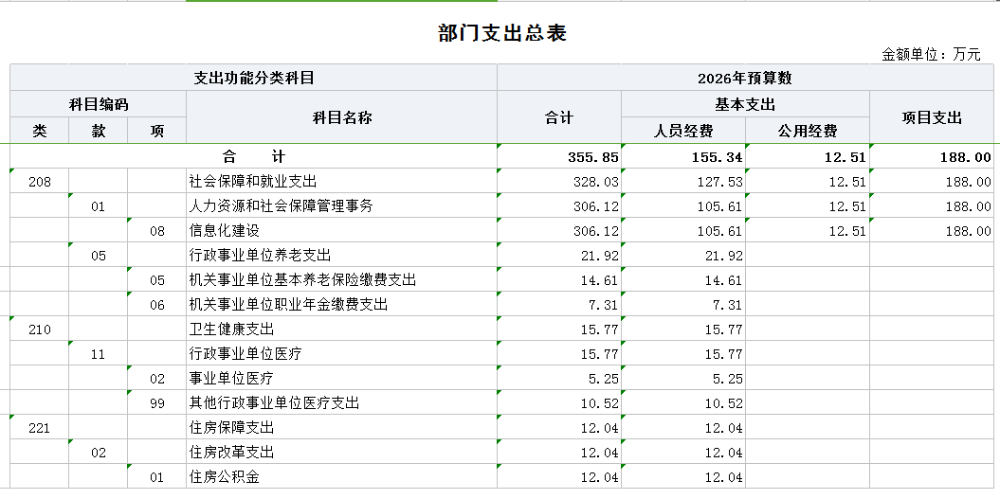 部门支出总表
金额单位：万元
支出功能分类科目 2026年预算数
科目编码 科目名称 合计 基本支出 项目支出
类 款 项 人员经费 公用经费
合 计 355.85 155.34 12.51 188.00
208 社会保障和就业支出 328.03 127.53 12.51 188.00
01 人力资源和社会保障管理事务 306.12 105.61 12.51 188.00
08 信息化建设 306.12 105.61 12.51 188.00
05 行政事业单位养老支出 21.92 21.92
05 机关事业单位基本养老保险缴费支出 14.61 14.61
06 机关事业单位职业年金缴费支出 7.31 7.31
210 卫生健康支出 15.77 15.77
11 行政事业单位医疗 15.77 15.77
02 事业单位医疗 5.25 5.25
99 其他行政事业单位医疗支出 10.52 10.52
221 住房保障支出 12.04 12.04
02 住房改革支出 12.04 12.04
01 住房公积金 12.04 12.04